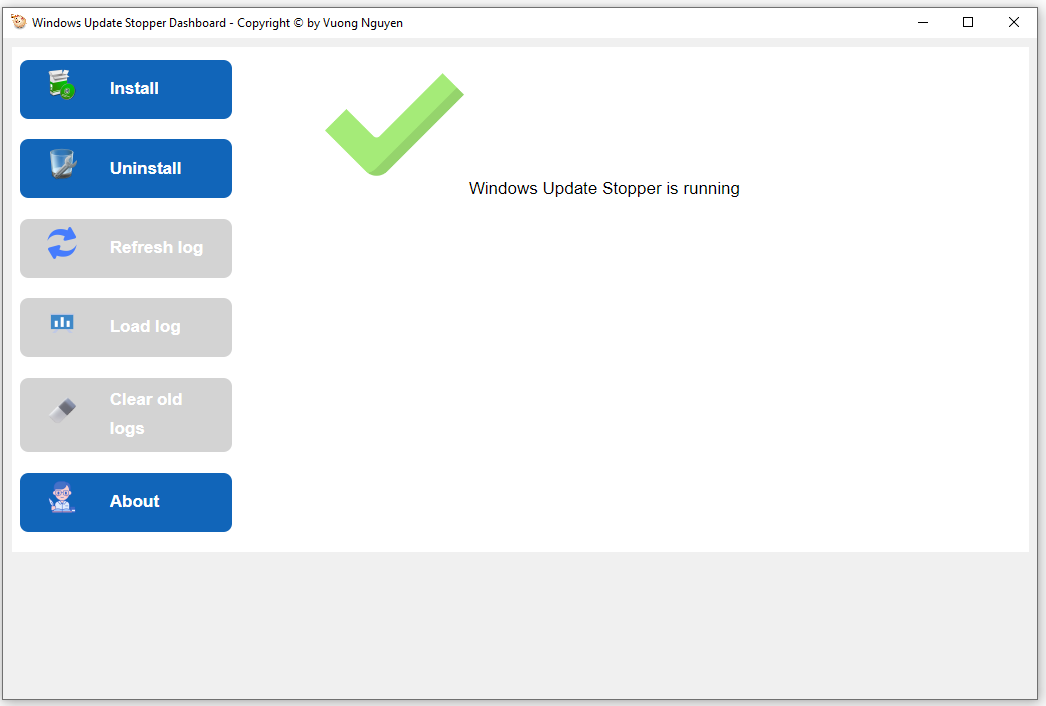 Windows Update Stopper Dashboard - Copyright © by Vuong Nguyen
Install
Uninstall
Refresh log
Load log
Clear old
logs
About
Windows Update Stopper is running